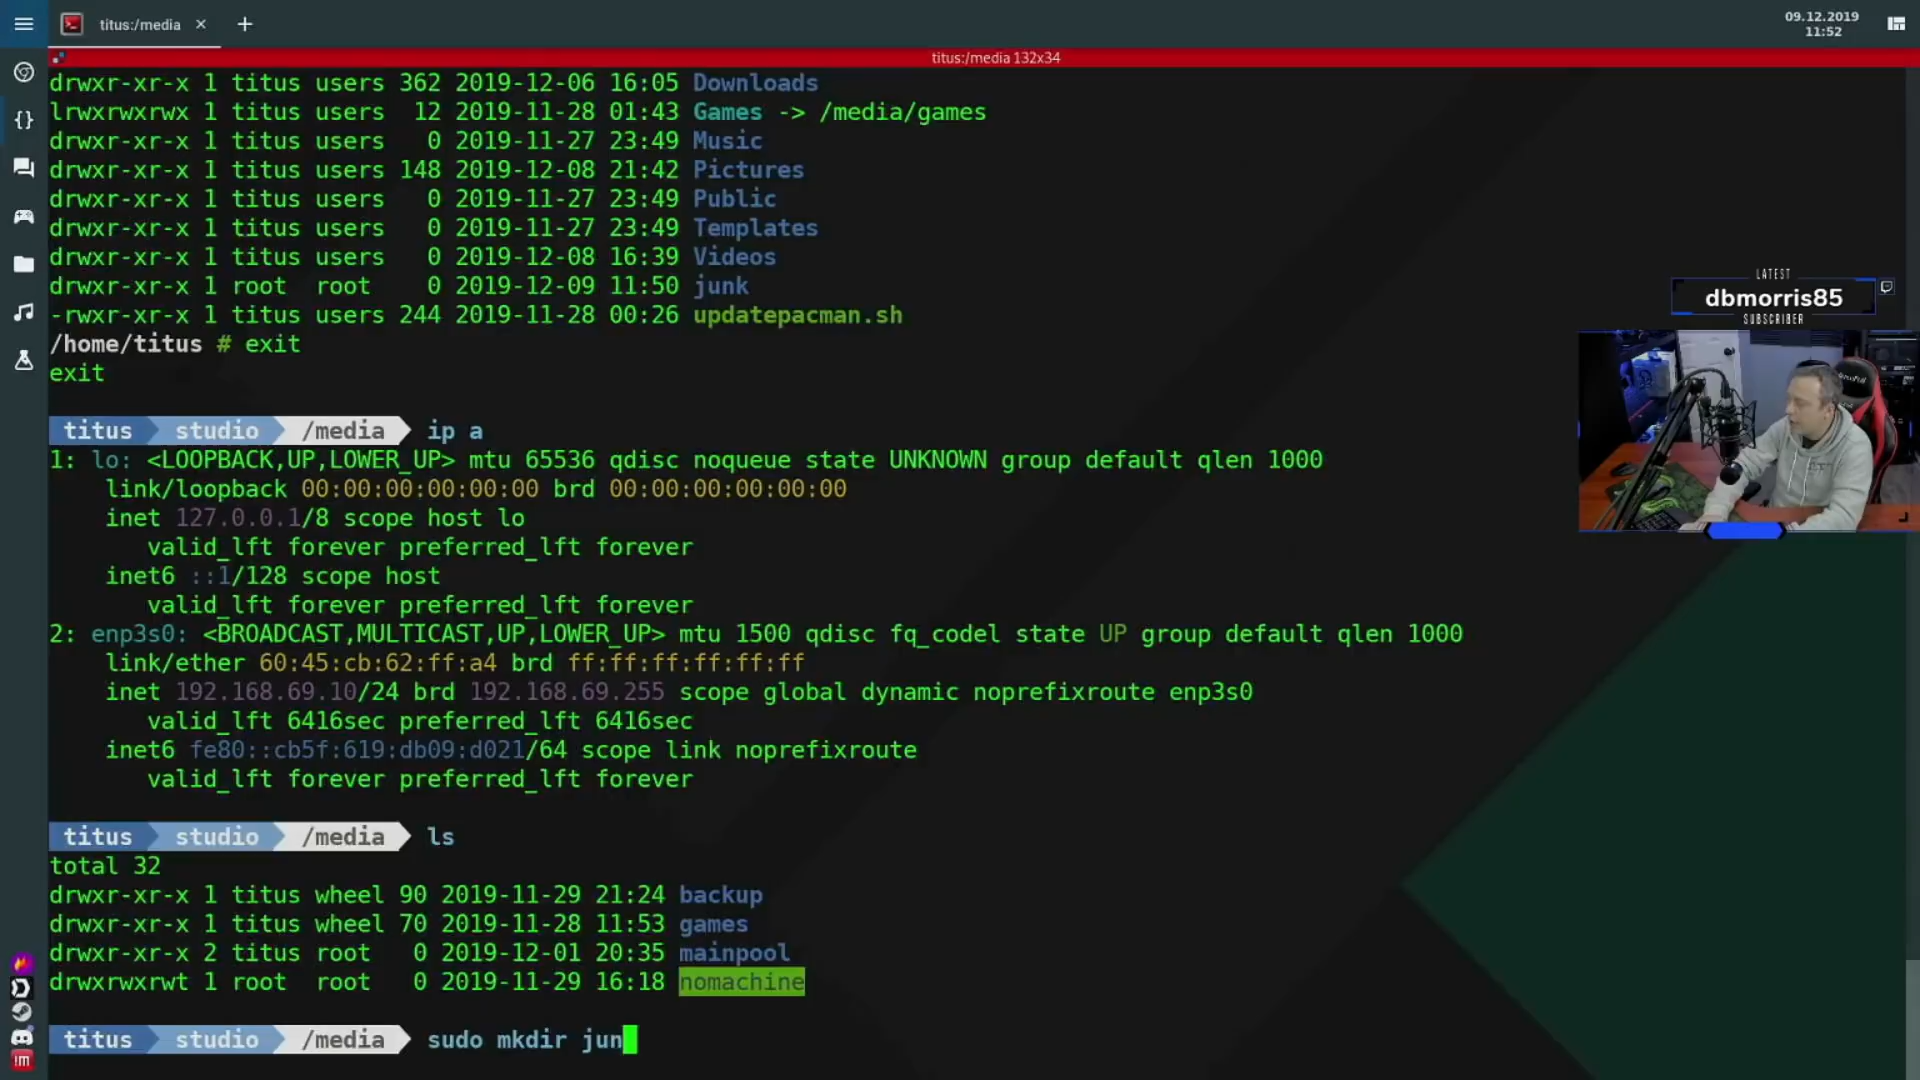 titus:/media × +
09.12.2019
11:52
titus:/media 132x34
drwxr-xr-x 1 titus users 362 2019-12-06 16:05 Downloads
lrwxrwxrwx 1 titus users 12 2019-11-28 01:43 Games -> /media/games
drwxr-xr-x 1 titus users 0 2019-11-27 23:49 Music
drwxr-xr-x 1 titus users 148 2019-12-08 21:42 Pictures
drwxr-xr-x 1 titus users 0 2019-11-27 23:49 Public
drwxr-xr-x 1 titus users 0 2019-11-27 23:49 Templates
drwxr-xr-x 1 titus users 0 2019-12-08 16:39 Videos
drwxr-xr-x 1 root root 0 2019-12-09 11:50 junk
-rwxr-xr-x 1 titus users 244 2019-11-28 00:26 updatepacman.sh
/home/titus # exit
exit
titus studio /media ip a
1: lo: <LOOPBACK,UP,LOWER_UP> mtu 65536 qdisc noqueue state UNKNOWN group default qlen 1000
link/loopback 00:00:00:00:00:00 brd 00:00:00:00:00:00
inet 127.0.0.1/8 scope host lo
valid_lft forever preferred_lft forever
inet6 ::1/128 scope host
valid_lft forever preferred_lft forever
2: enp3s0: <BROADCAST,MULTICAST,UP,LOWER_UP> mtu 1500 qdisc fq_codel state UP group default qlen 1000
link/ether 60:45:cb:62:ff:a4 brd ff:ff:ff:ff:ff:ff
inet 192.168.69.10/24 brd 192.168.69.255 scope global dynamic noprefixroute enp3s0
valid_lft 6416sec preferred_lft 6416sec
inet6 fe80::cb5f:619:db09:d021/64 scope link noprefixroute
valid_lft forever preferred_lft forever
titus studio /media ls
total 32
drwxr-xr-x 1 titus wheel 90 2019-11-29 21:24 backup
drwxr-xr-x 1 titus wheel 70 2019-11-28 11:53 games
drwxr-xr-x 2 titus root 0 2019-12-01 20:35 mainpool
drwxrwxrwt 1 root root 0 2019-11-29 16:18 nomachine
titus studio /media sudo mkdir jun
LATEST
dbmorris85
SUBSCRIBER